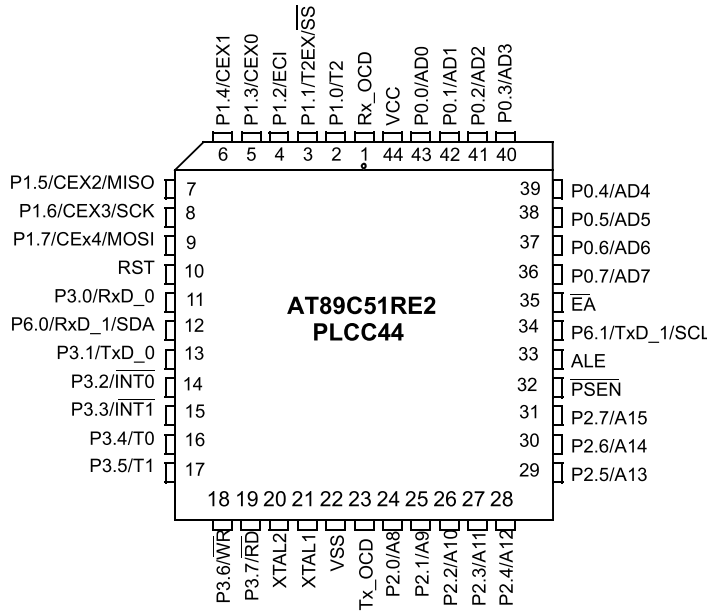 P1.4/CEX1
P1.3/CEX0
P1.2/ECI
P1.1/T2EX/S̅S̅
P1.0/T2
Rx_OCD
VCC
P0.0/AD0
P0.1/AD1
P0.2/AD2
P0.3/AD3
6 5 4 3 2 1 44 43 42 41 40
P1.5/CEX2/MISO 7
P1.6/CEX3/SCK 8
P1.7/CEx4/MOSI 9
RST 10
P3.0/RxD_0 11
P6.0/RxD_1/SDA 12
P3.1/TxD_0 13
P3.2/I̅N̅T̅0̅ 14
P3.3/I̅N̅T̅1̅ 15
P3.4/T0 16
P3.5/T1 17
AT89C51RE2
PLCC44
39 P0.4/AD4
38 P0.5/AD5
37 P0.6/AD6
36 P0.7/AD7
35 E̅A̅
34 P6.1/TxD_1/SCL
33 ALE
32 P̅S̅E̅N̅
31 P2.7/A15
30 P2.6/A14
29 P2.5/A13
18 19 20 21 22 23 24 25 26 27 28
P3.6/W̅R̅
P3.7/R̅D̅
XTAL2
XTAL1
VSS
Tx_OCD
P2.0/A8
P2.1/A9
P2.2/A10
P2.3/A11
P2.4/A12